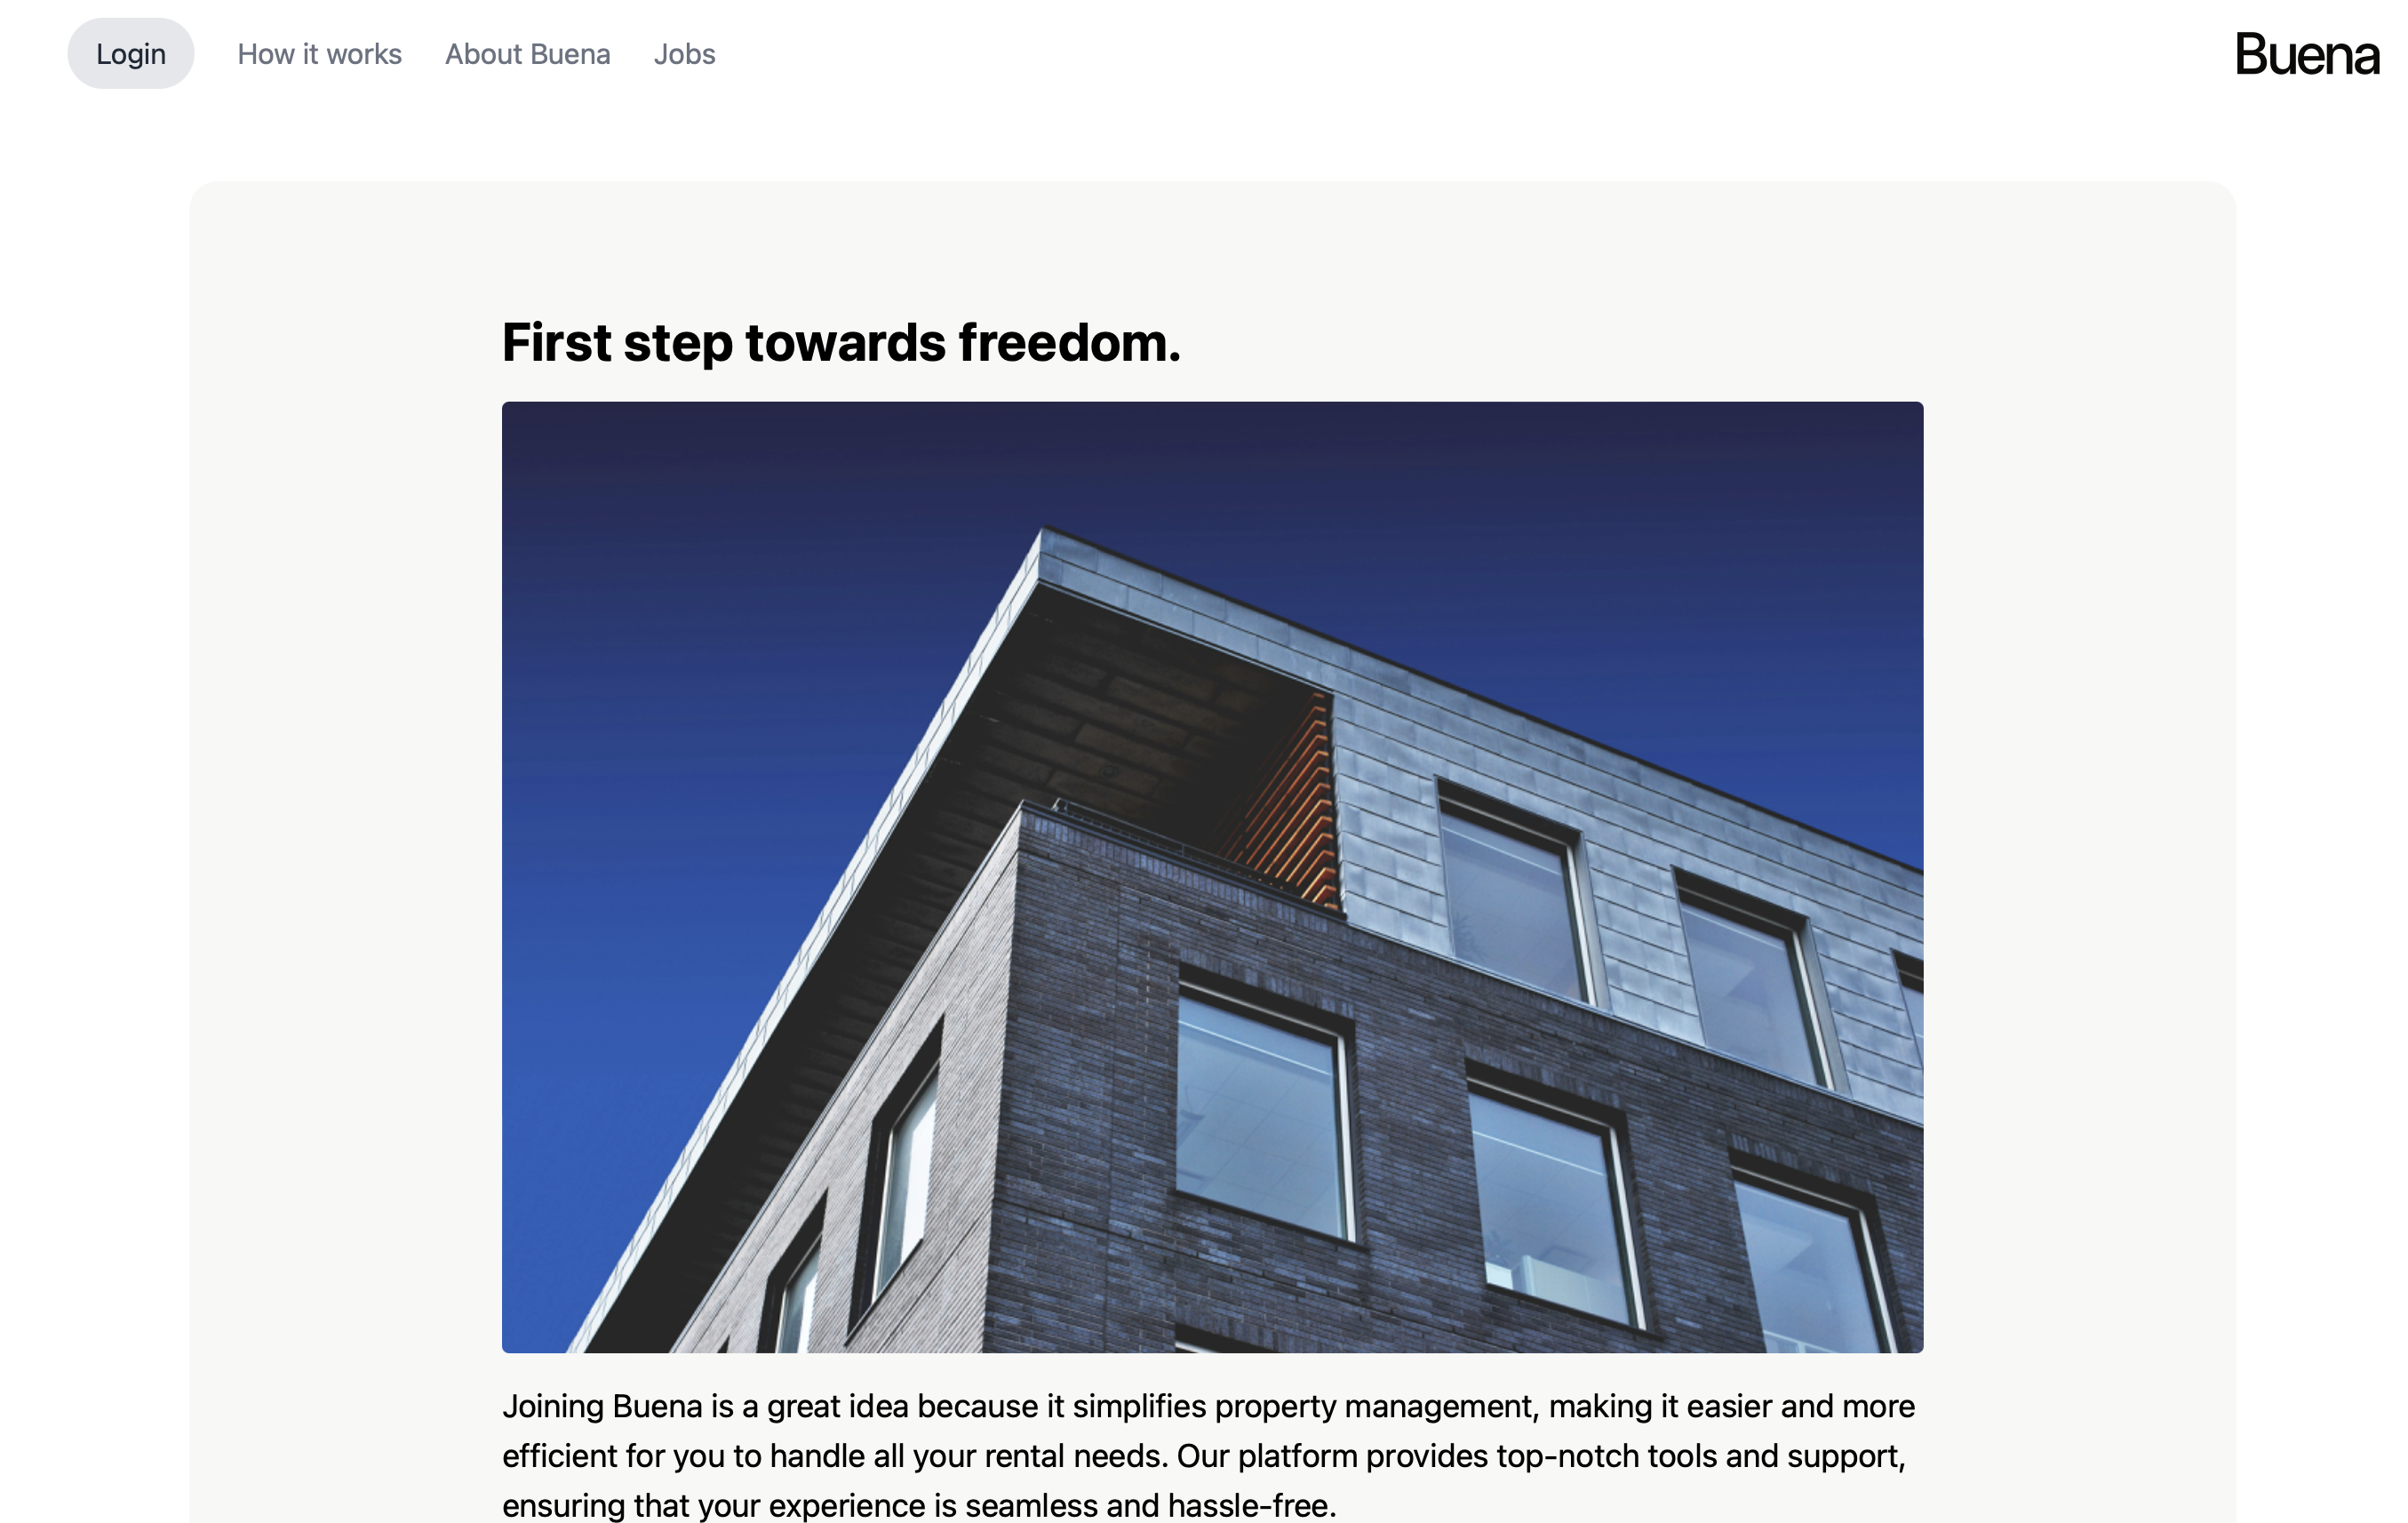 Login
How it works
About Buena
Jobs
Buena
First step towards freedom.
Joining Buena is a great idea because it simplifies property management, making it easier and more
efficient for you to handle all your rental needs. Our platform provides top-notch tools and support,
ensuring that your experience is seamless and hassle-free.